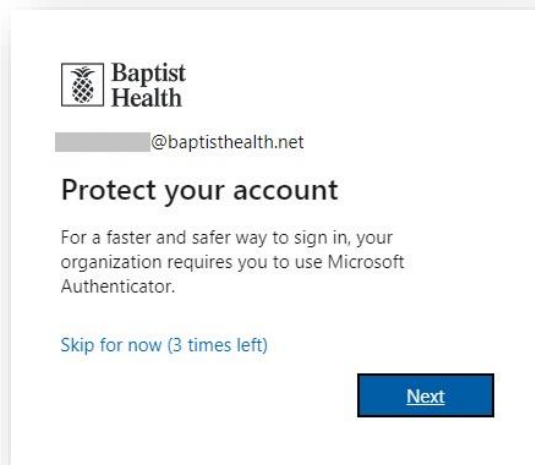 Baptist
Health
@baptisthealth.net
Protect your account
For a faster and safer way to sign in, your
organization requires you to use Microsoft
Authenticator.
Skip for now (3 times left)
Next